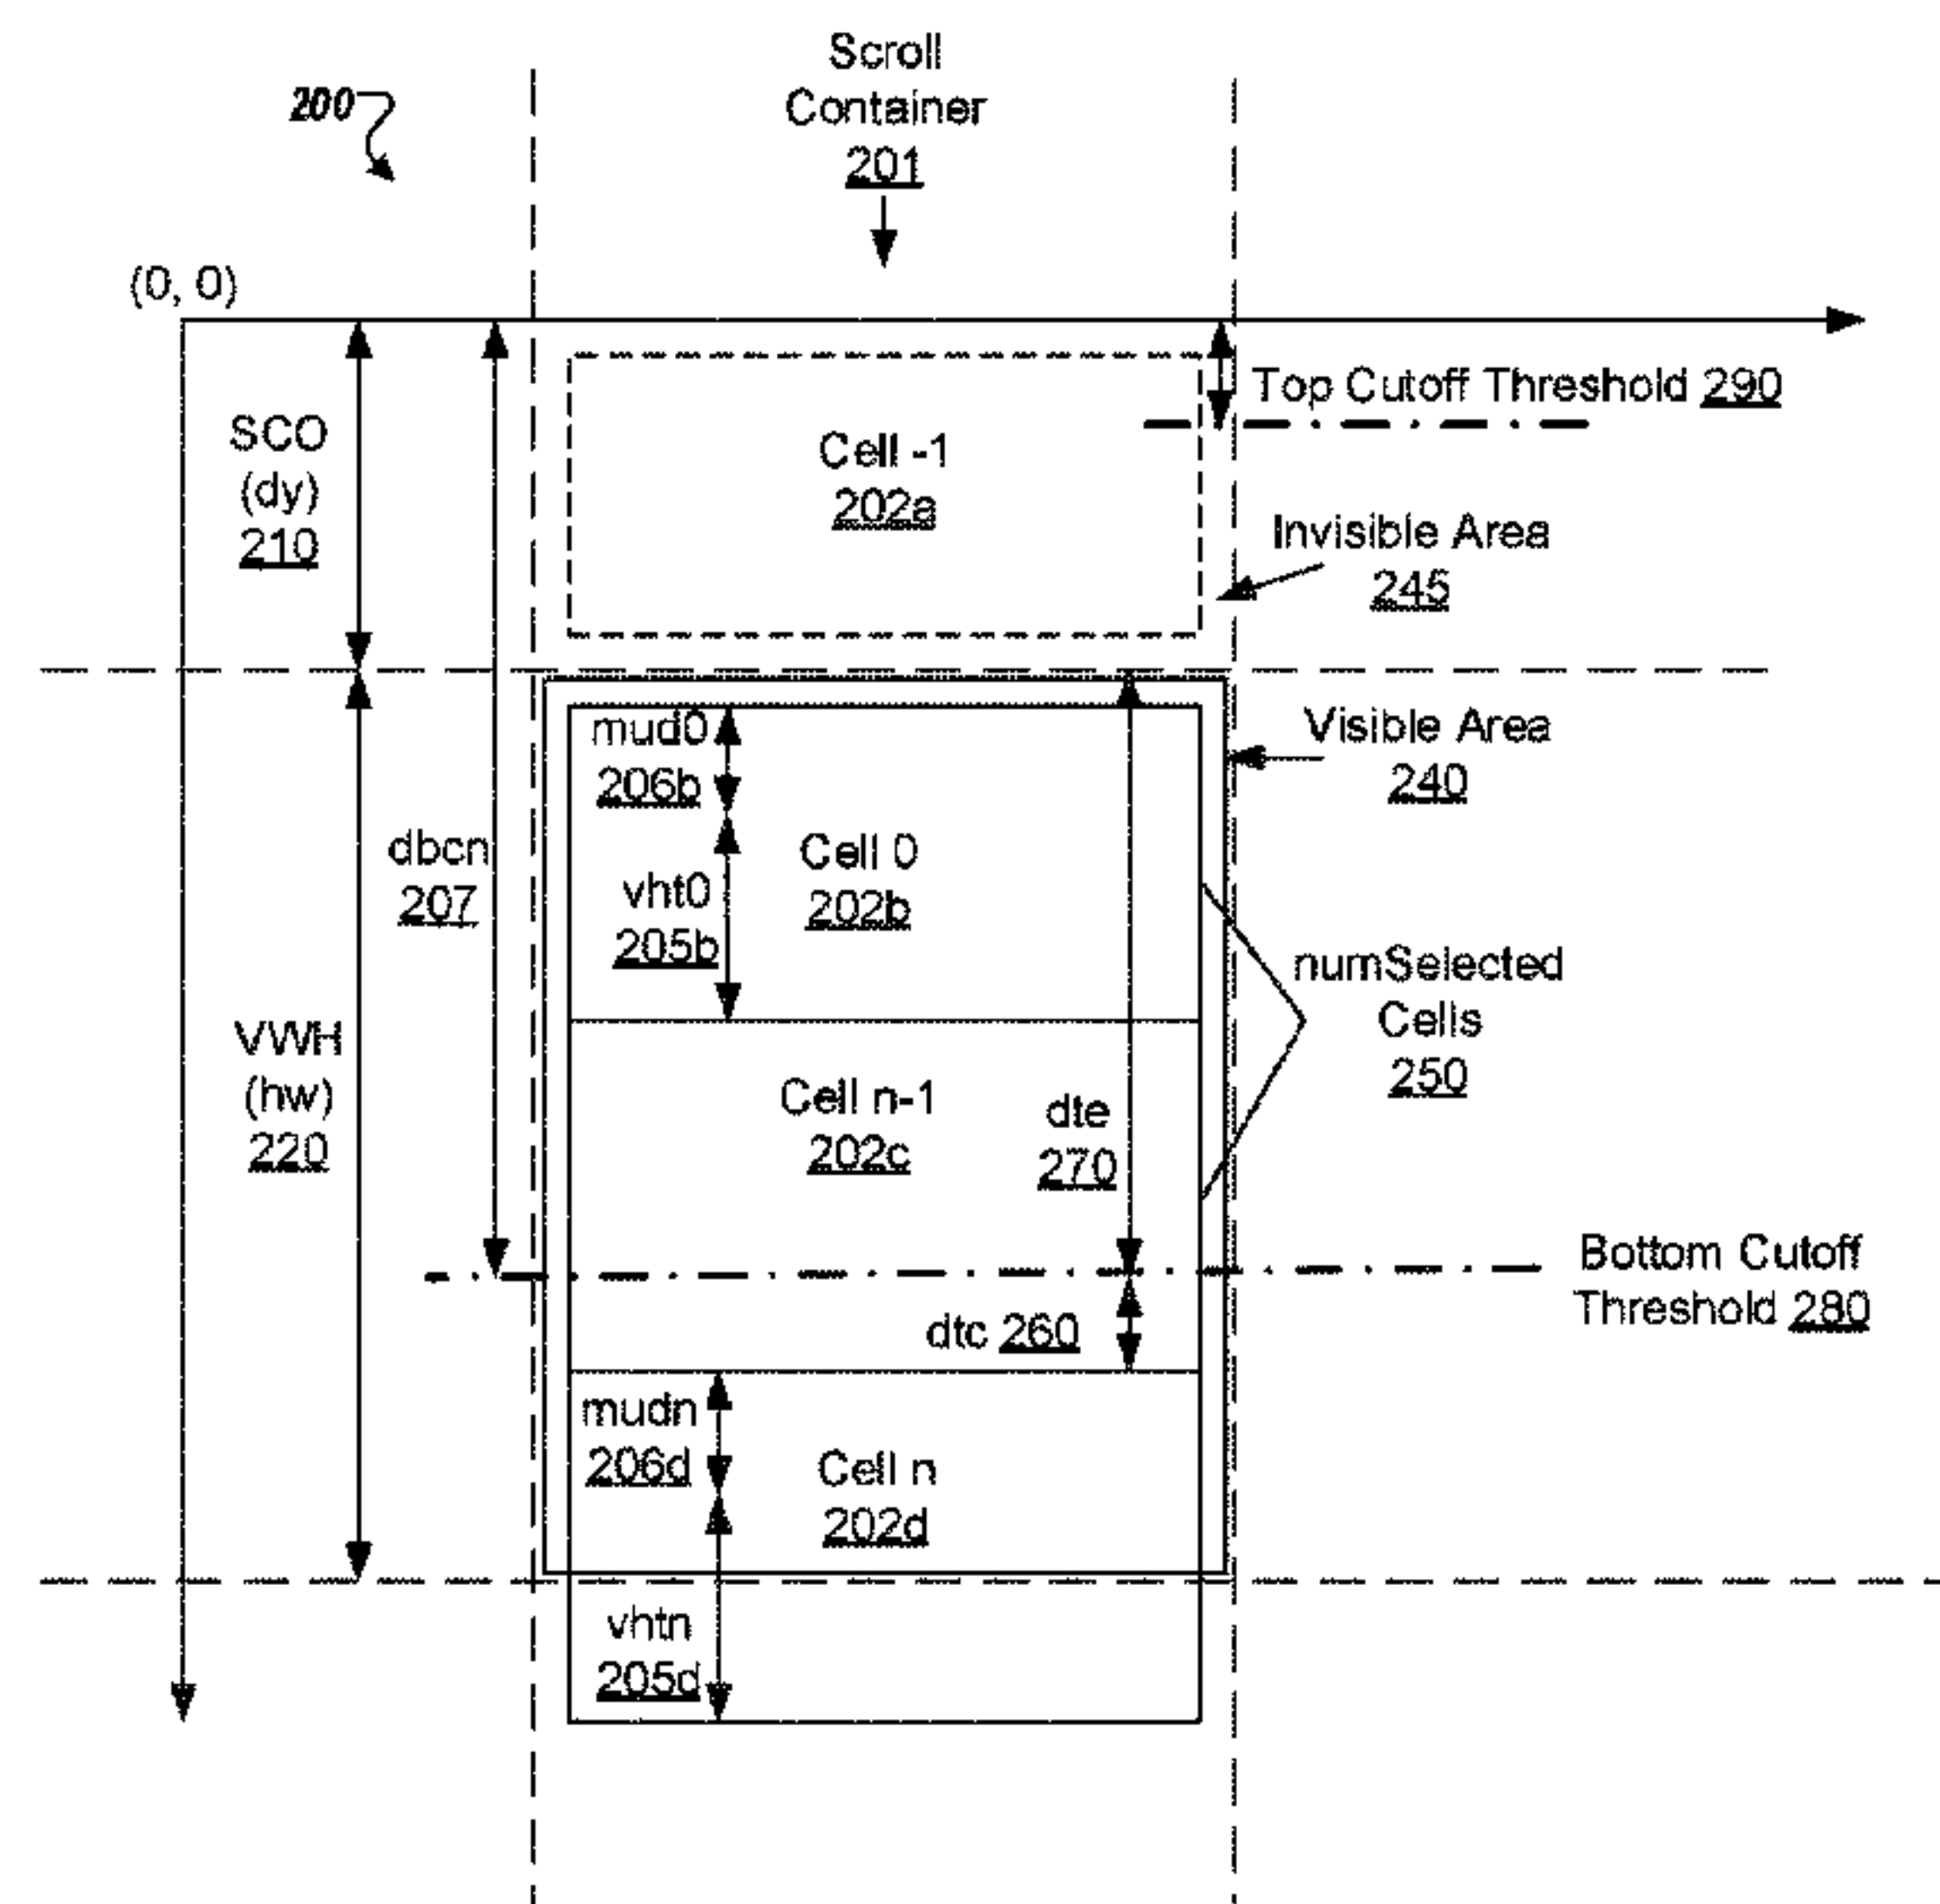 Scroll
Container
201
200
(0, 0)
Top Cutoff Threshold 290
SCO
(dy)
210
Cell -1
202a
Invisible Area
245
mud0
206b
Visible Area
240
dbcn
207
Cell 0
202b
vht0
205b
numSelected
Cells
250
VWH
(hw)
220
Cell n-1
202c
dte
270
Bottom Cutoff
Threshold 280
dtc 260
mudn
206d
Cell n
202d
vhtn
205d